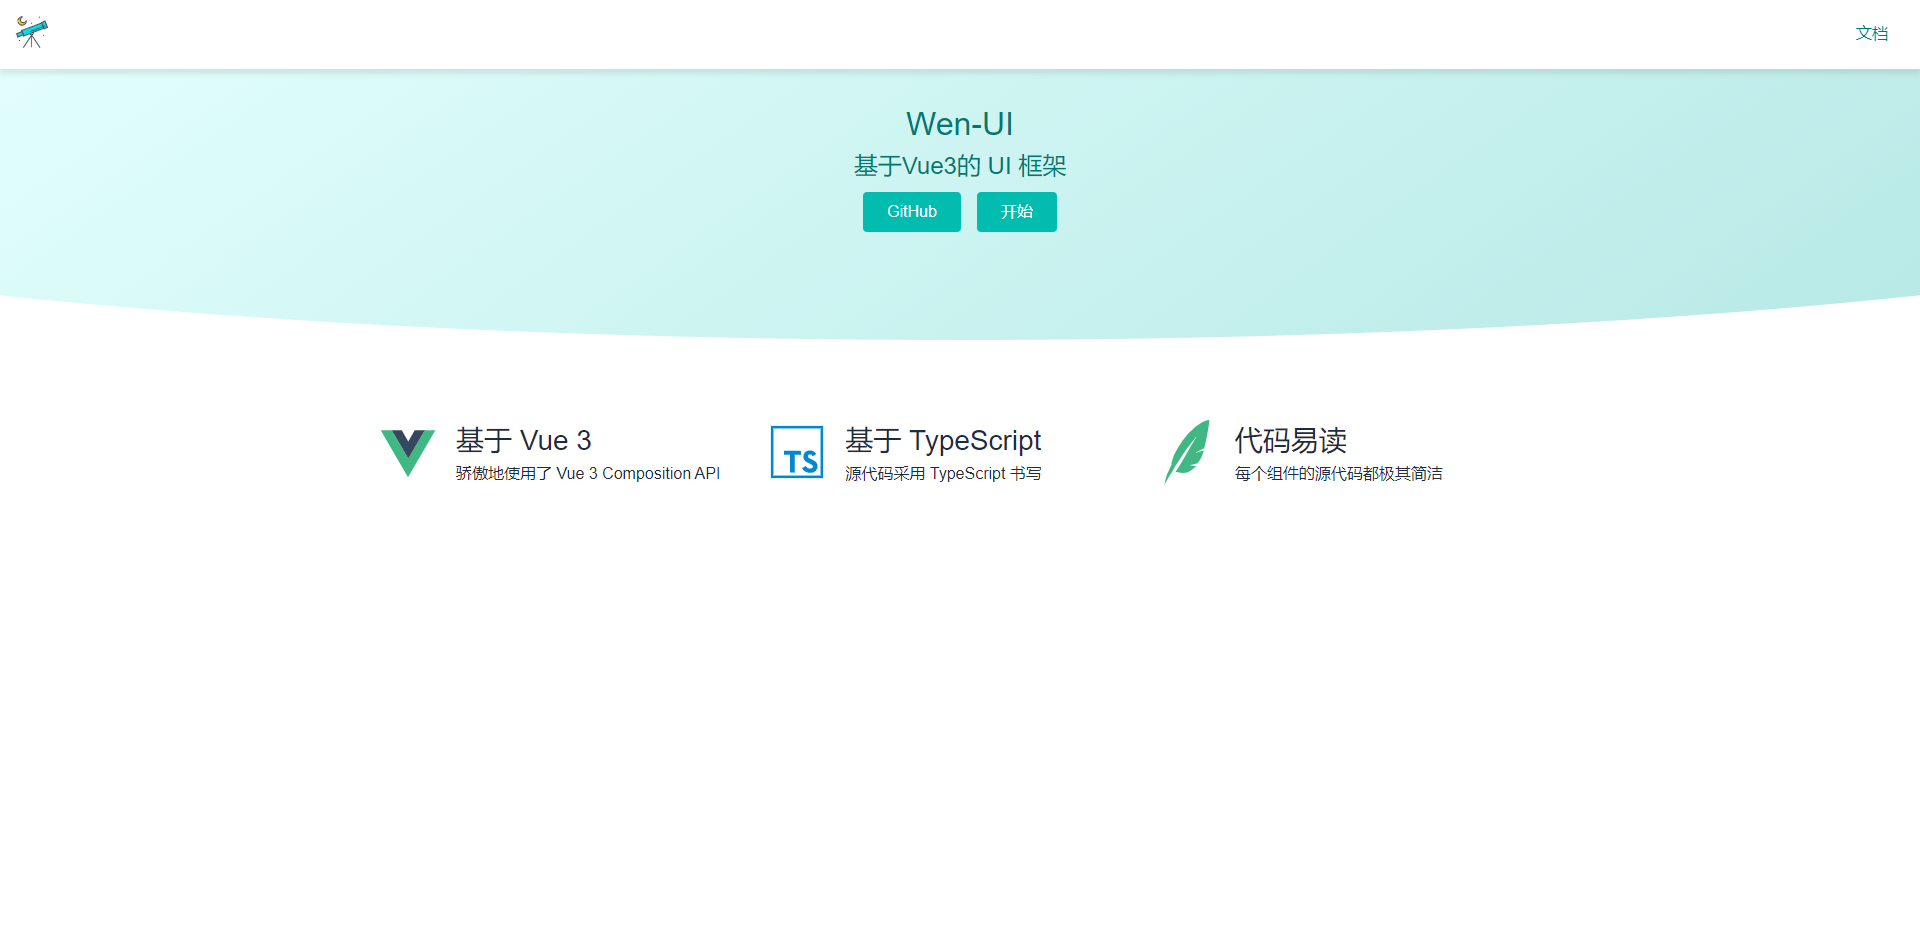 文档
Wen-UI
基于Vue3的 UI 框架
GitHub
开始
基于 Vue 3
骄傲地使用了 Vue 3 Composition API
TS
基于 TypeScript
源代码采用 TypeScript 书写
代码易读
每个组件的源代码都极其简洁